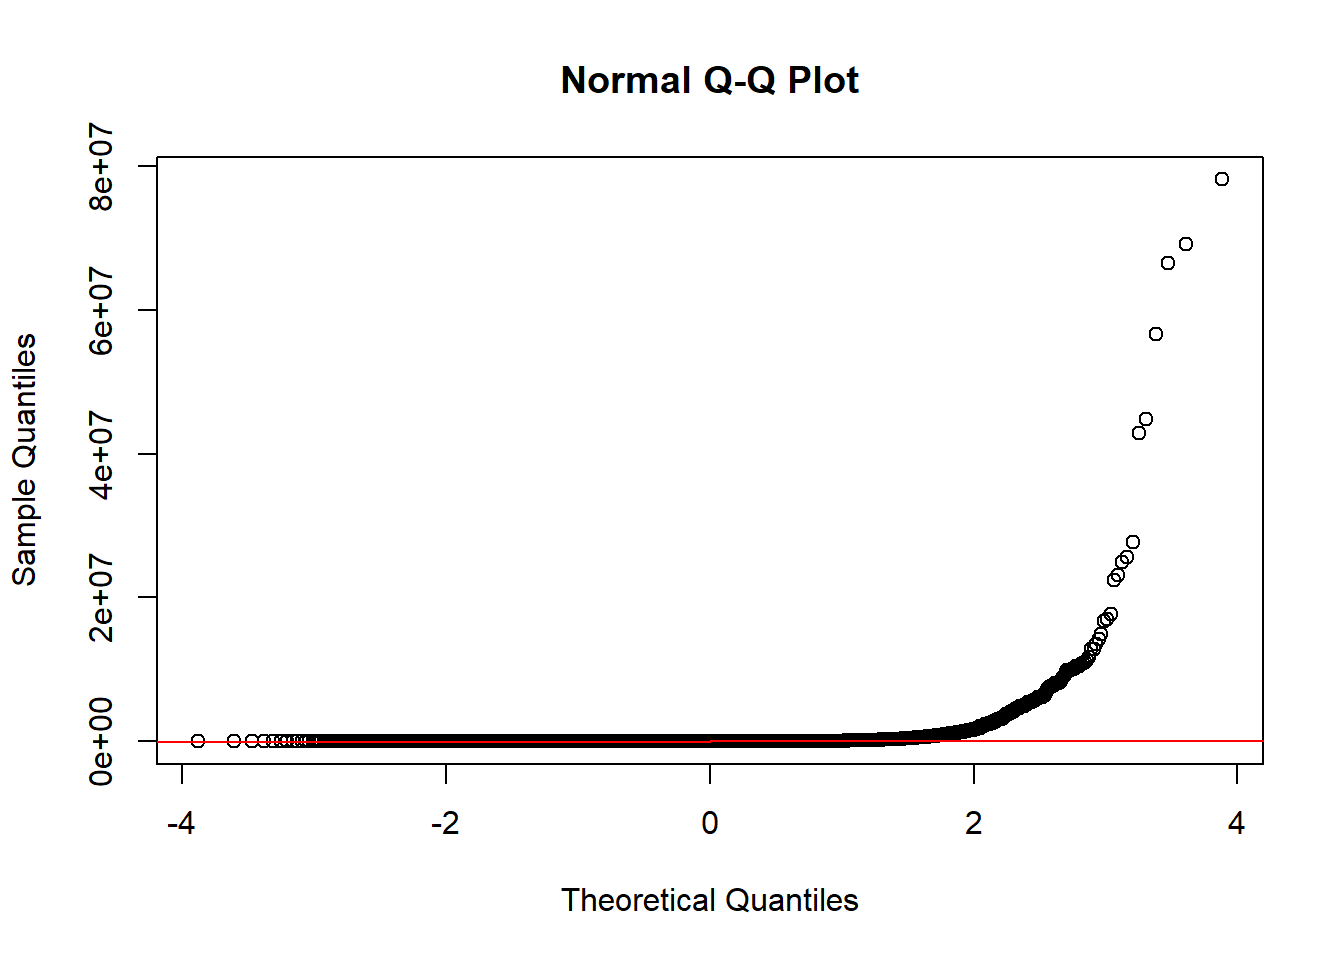 Normal Q-Q Plot
Sample Quantiles
8e+07
6e+07
4e+07
2e+07
0e+00
-4 -2 0 2 4
Theoretical Quantiles